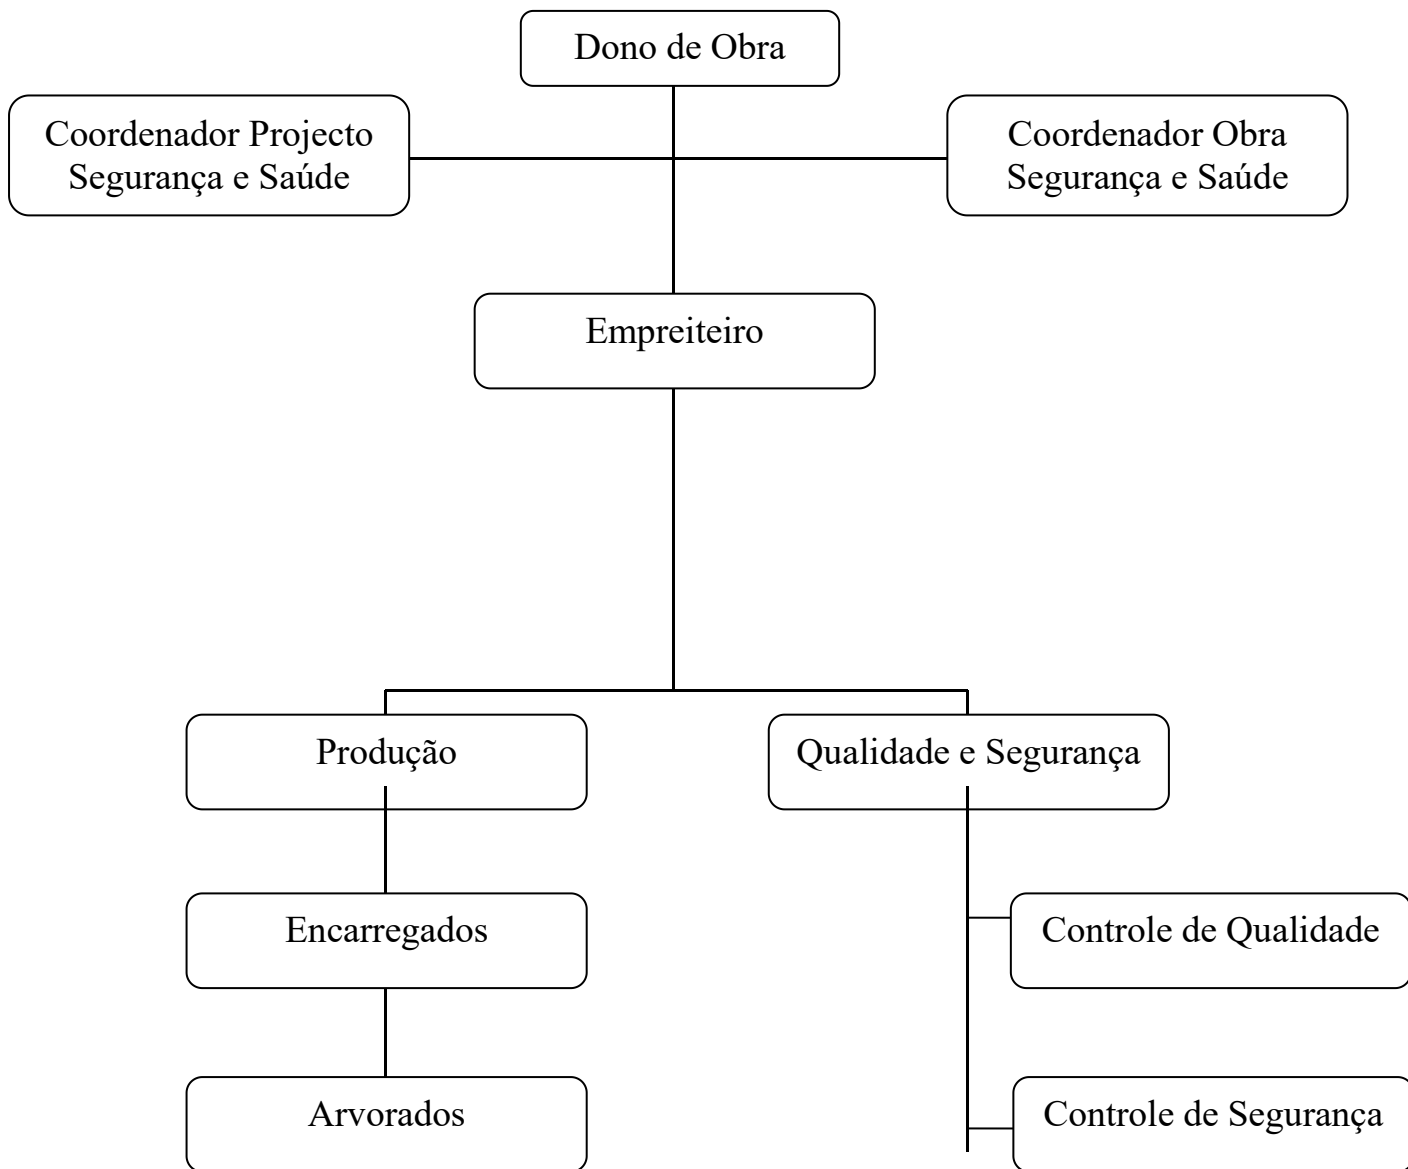 Dono de Obra
Coordenador Projecto
Segurança e Saúde
Coordenador Obra
Segurança e Saúde
Empreiteiro
Produção
Qualidade e Segurança
Encarregados
Controle de Qualidade
Arvorados
Controle de Segurança